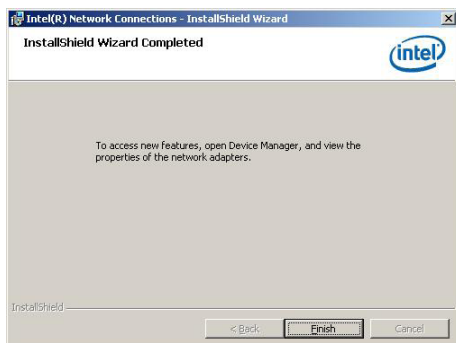 Intel(R) Network Connections - InstallShield Wizard
InstallShield Wizard Completed
intel
To access new features, open Device Manager, and view the
properties of the network adapters.
InstallShield
< Back
Finish
Cancel